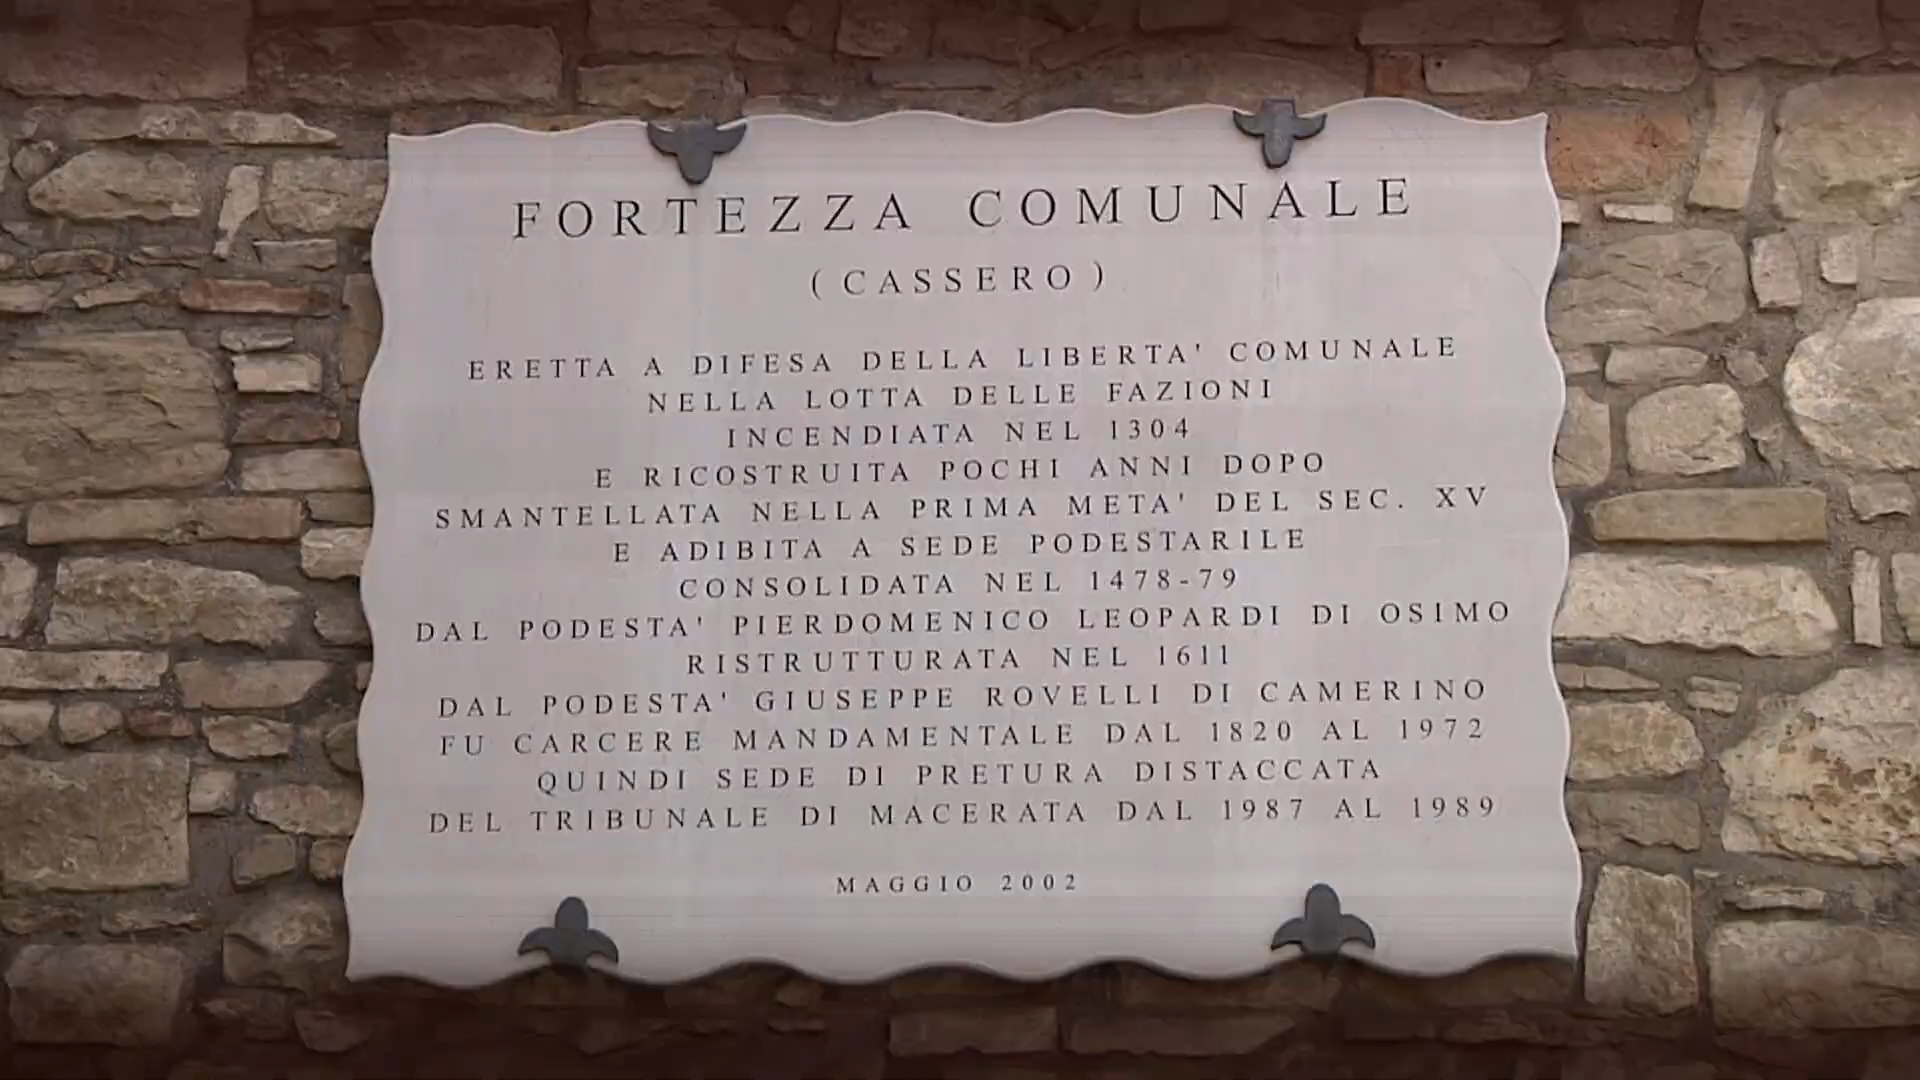 FORTEZZA COMUNALE
(CASSERO)
ERETTA A DIFESA DELLA LIBERTA' COMUNALE
NELLA LOTTA DELLE FAZIONI
INCENDIATA NEL 1304
E RICOSTRUITA POCHI ANNI DOPO
SMANTELLATA NELLA PRIMA META' DEL SEC. XV
E ADIBITA A SEDE PODESTARILE
CONSOLIDATA NEL 1478-79
DAL PODESTA' PIERDOMENICO LEOPARDI DI OSIMO
RISTRUTTURATA NEL 1611
DAL PODESTA' GIUSEPPE ROVELLI DI CAMERINO
FU CARCERE MANDAMENTALE DAL 1820 AL 1972
QUINDI SEDE DI PRETURA DISTACCATA
DEL TRIBUNALE DI MACERATA DAL 1987 AL 1989
MAGGIO 2002